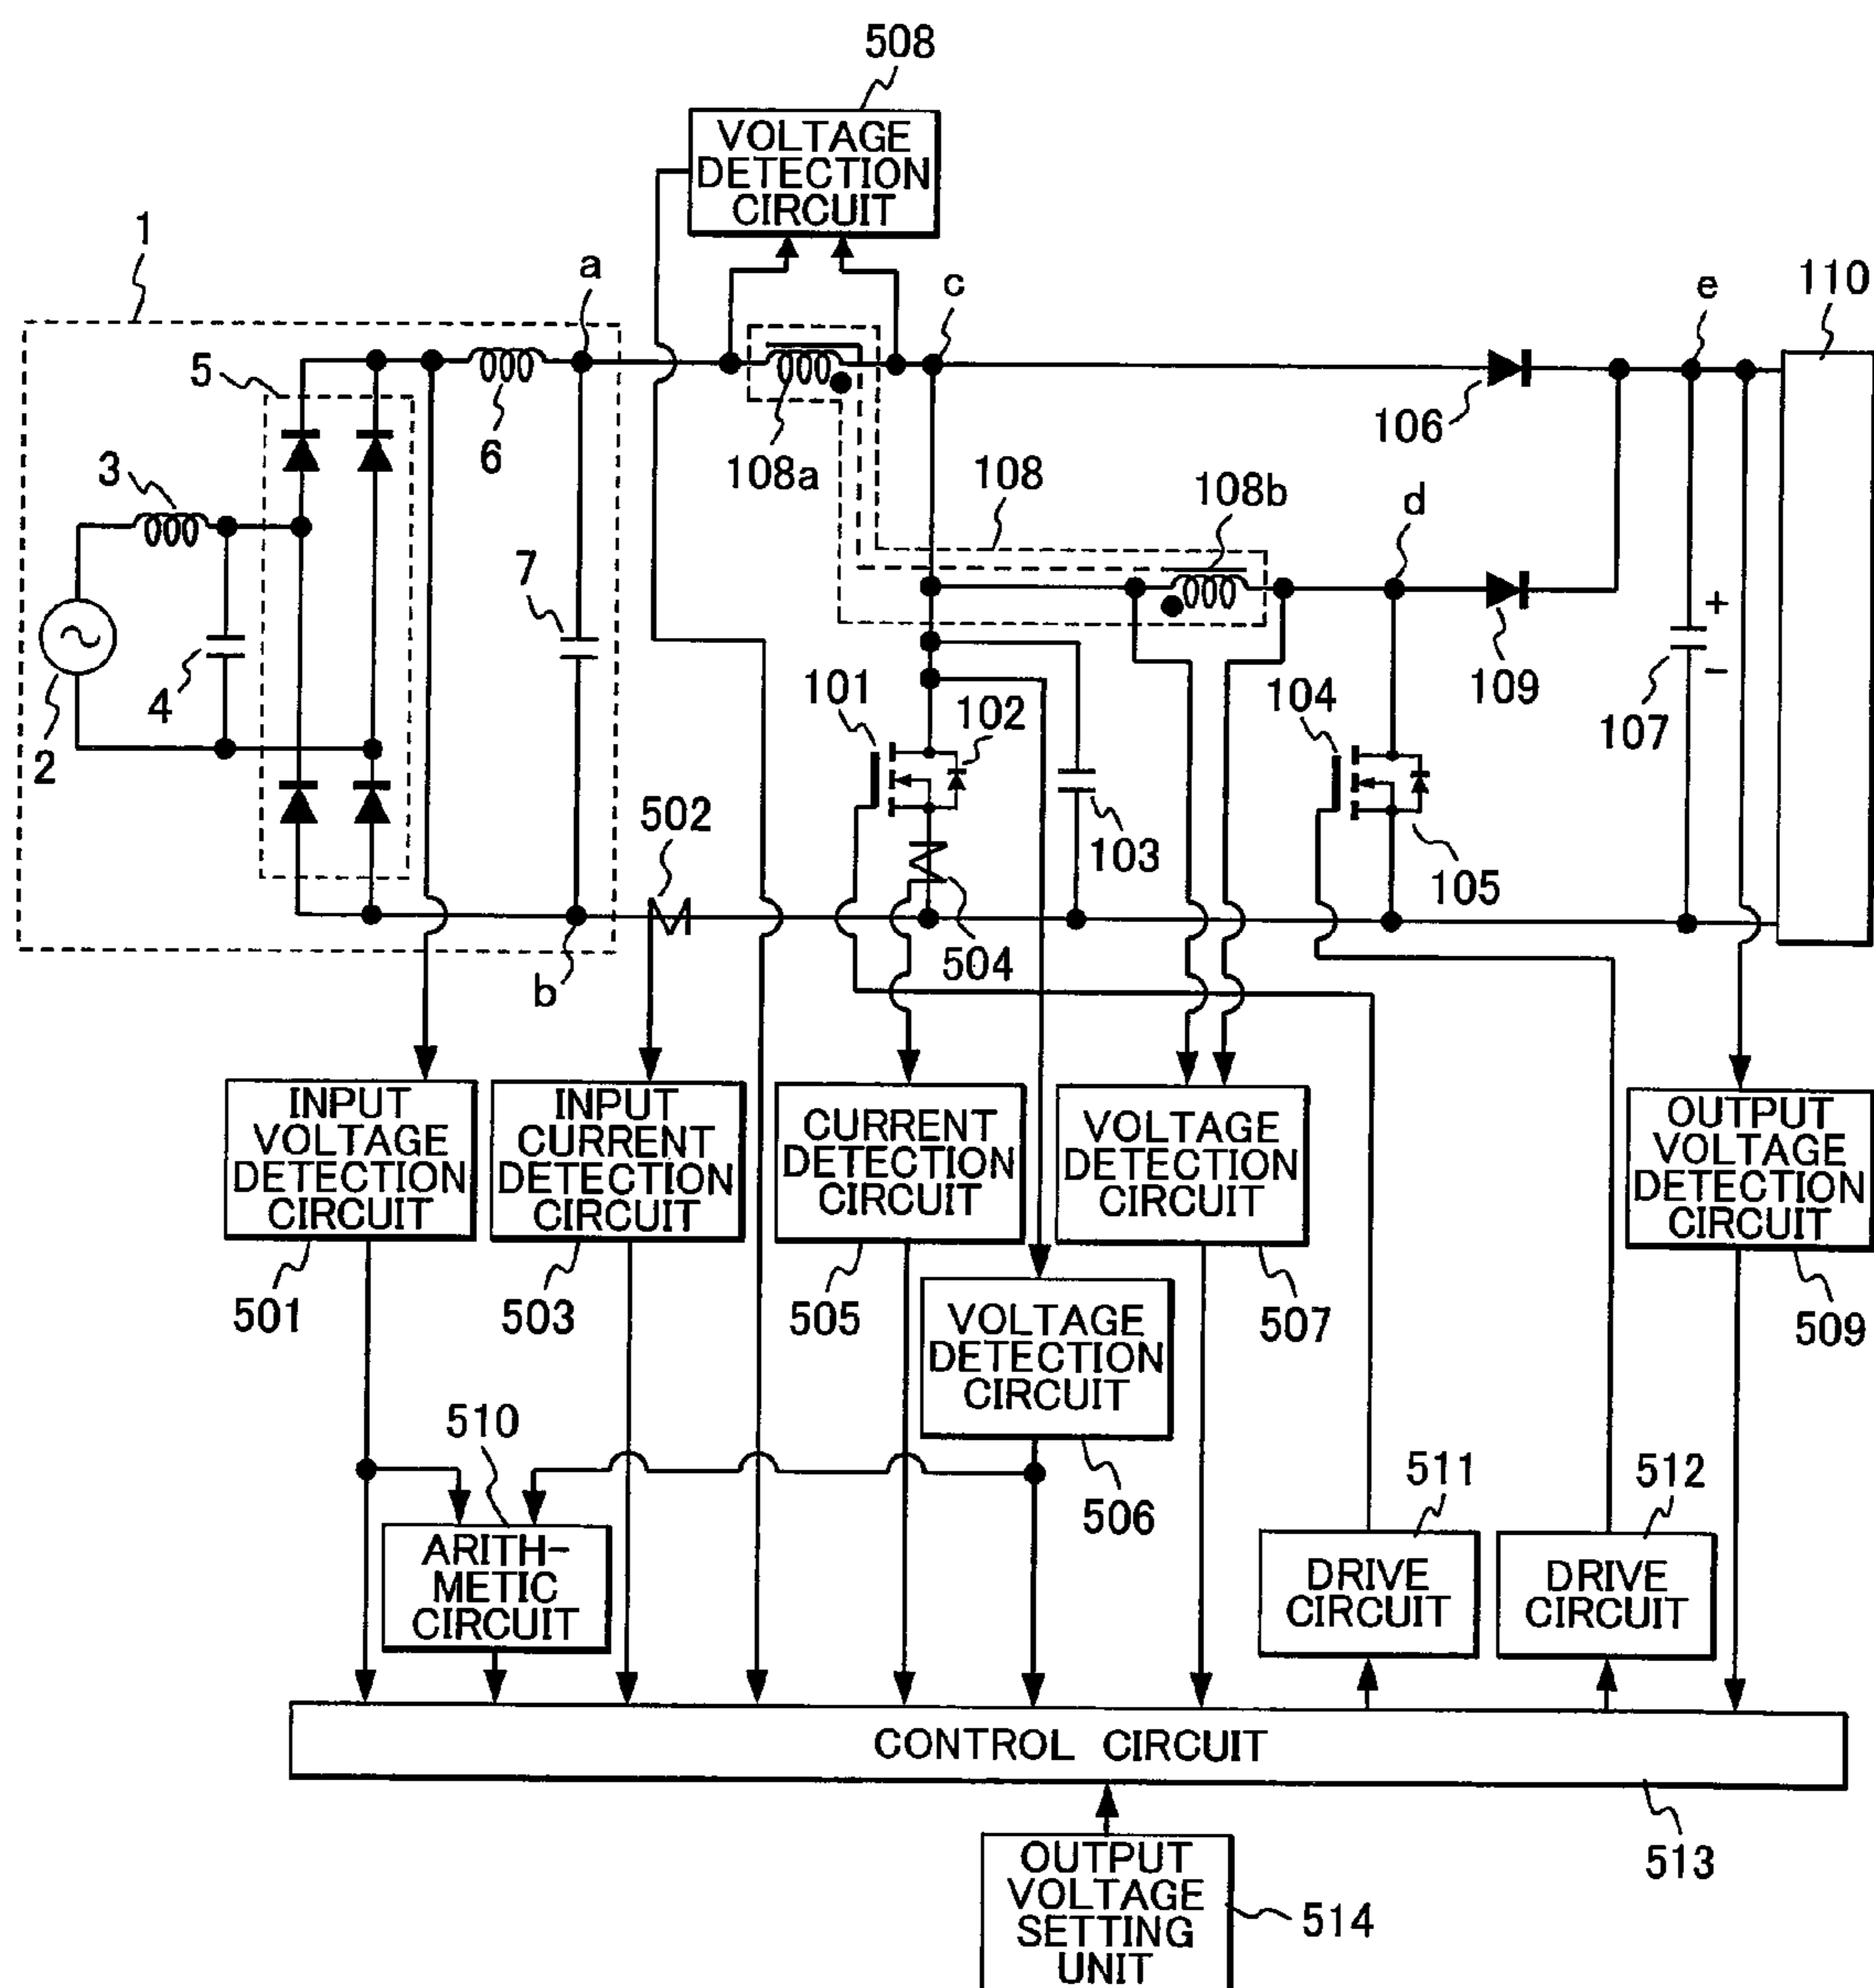 508
VOLTAGE
DETECTION
CIRCUIT
1
a
c
e
110
5
106
6
108a
108
108b
d
3
7
+
−
109
107
4
2
101
102
104
103
105
502
504
b
INPUT
VOLTAGE
DETECTION
CIRCUIT
INPUT
CURRENT
DETECTION
CIRCUIT
CURRENT
DETECTION
CIRCUIT
VOLTAGE
DETECTION
CIRCUIT
OUTPUT
VOLTAGE
DETECTION
CIRCUIT
501
503
505
507
509
VOLTAGE
DETECTION
CIRCUIT
506
510
ARITH-
METIC
CIRCUIT
511
512
DRIVE
CIRCUIT
DRIVE
CIRCUIT
CONTROL CIRCUIT
513
OUTPUT
VOLTAGE
SETTING
UNIT
514